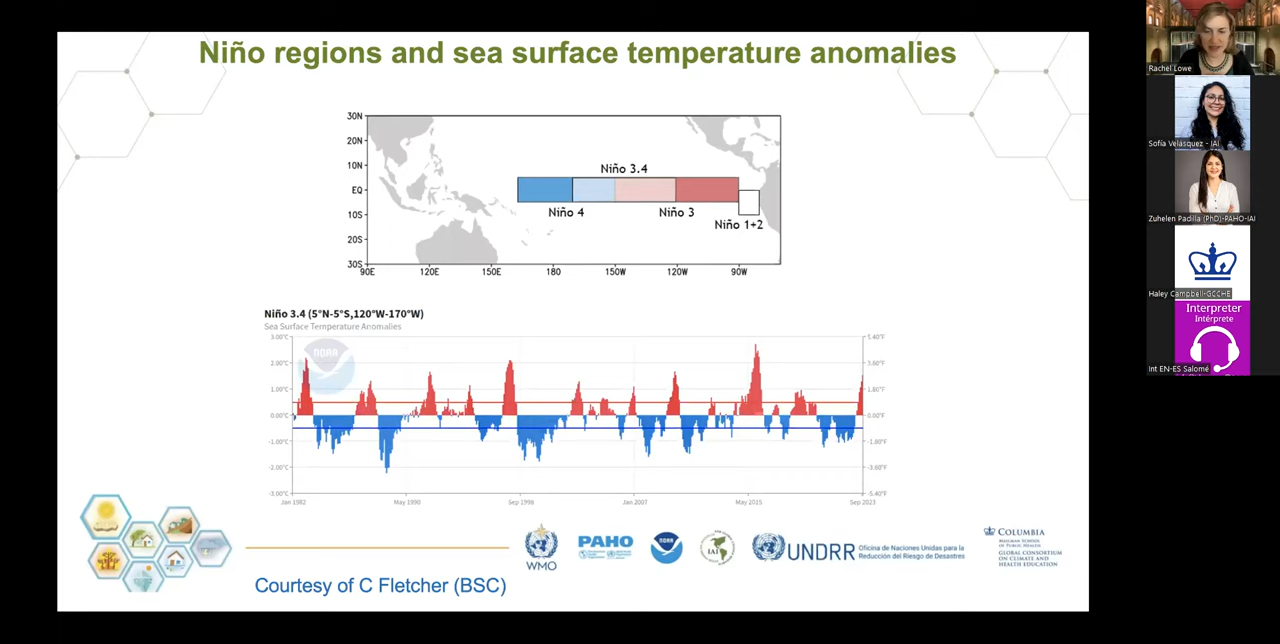 Niño regions and sea surface temperature anomalies
30N
20N
10N
EQ
10S
20S
30S
90E 120E 150E 180 150W 120W 90W
Niño 3.4
Niño 4
Niño 3
Niño 1+2
Niño 3.4 (5°N-5°S,120°W-170°W)
Sea Surface Temperature Anomalies
3.00°C 5.40°F
2.00°C 3.60°F
1.00°C 1.80°F
0.00°C 0.00°F
-1.00°C -1.80°F
-2.00°C -3.60°F
-3.00°C -5.40°F
Jan 1982 May 1990 Sep 1998 Jan 2007 May 2015 Sep 2023
NOAA
WMO
PAHO
NOAA
IAI
UNDRR
Oficina de Naciones Unidas para la
Reducción del Riesgo de Desastres
COLUMBIA
MAILMAN SCHOOL
OF PUBLIC HEALTH
GLOBAL CONSORTIUM
ON CLIMATE AND
HEALTH EDUCATION
Courtesy of C Fletcher (BSC)
Rachel Lowe
Sofía Velásquez - IAI
Zuhelen Padilla (PhD)-PAHO-IAI
Haley Campbell-GCCHE
Interpreter
Intérprete
Int EN-ES Salomé